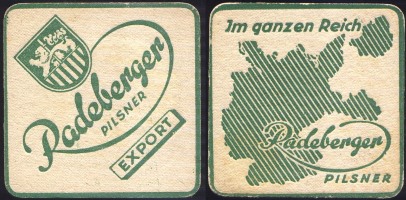 Radeberger
PILSNER
EXPORT
Im ganzen Reich
Radeberger
PILSNER